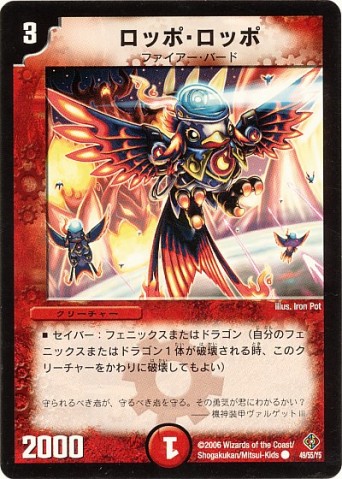 3
ロッポ・ロッポ
ファイアー・バード
illus. Iron Pot
クリーチャー
■ セイバー：フェニックスまたはドラゴン（自分のフェ
ニックスまたはドラゴン１体が破壊される時、このク
リーチャーをかわりに破壊してもよい）
守られるべき造が、守るべき造を守る。その勇気が君にわかるかい？
――機神装甲ヴァルゲットⅢ
2000
1
©2006 Wizards of the Coast/
Shogakukan/Mitsui-Kids
49/55/Y5